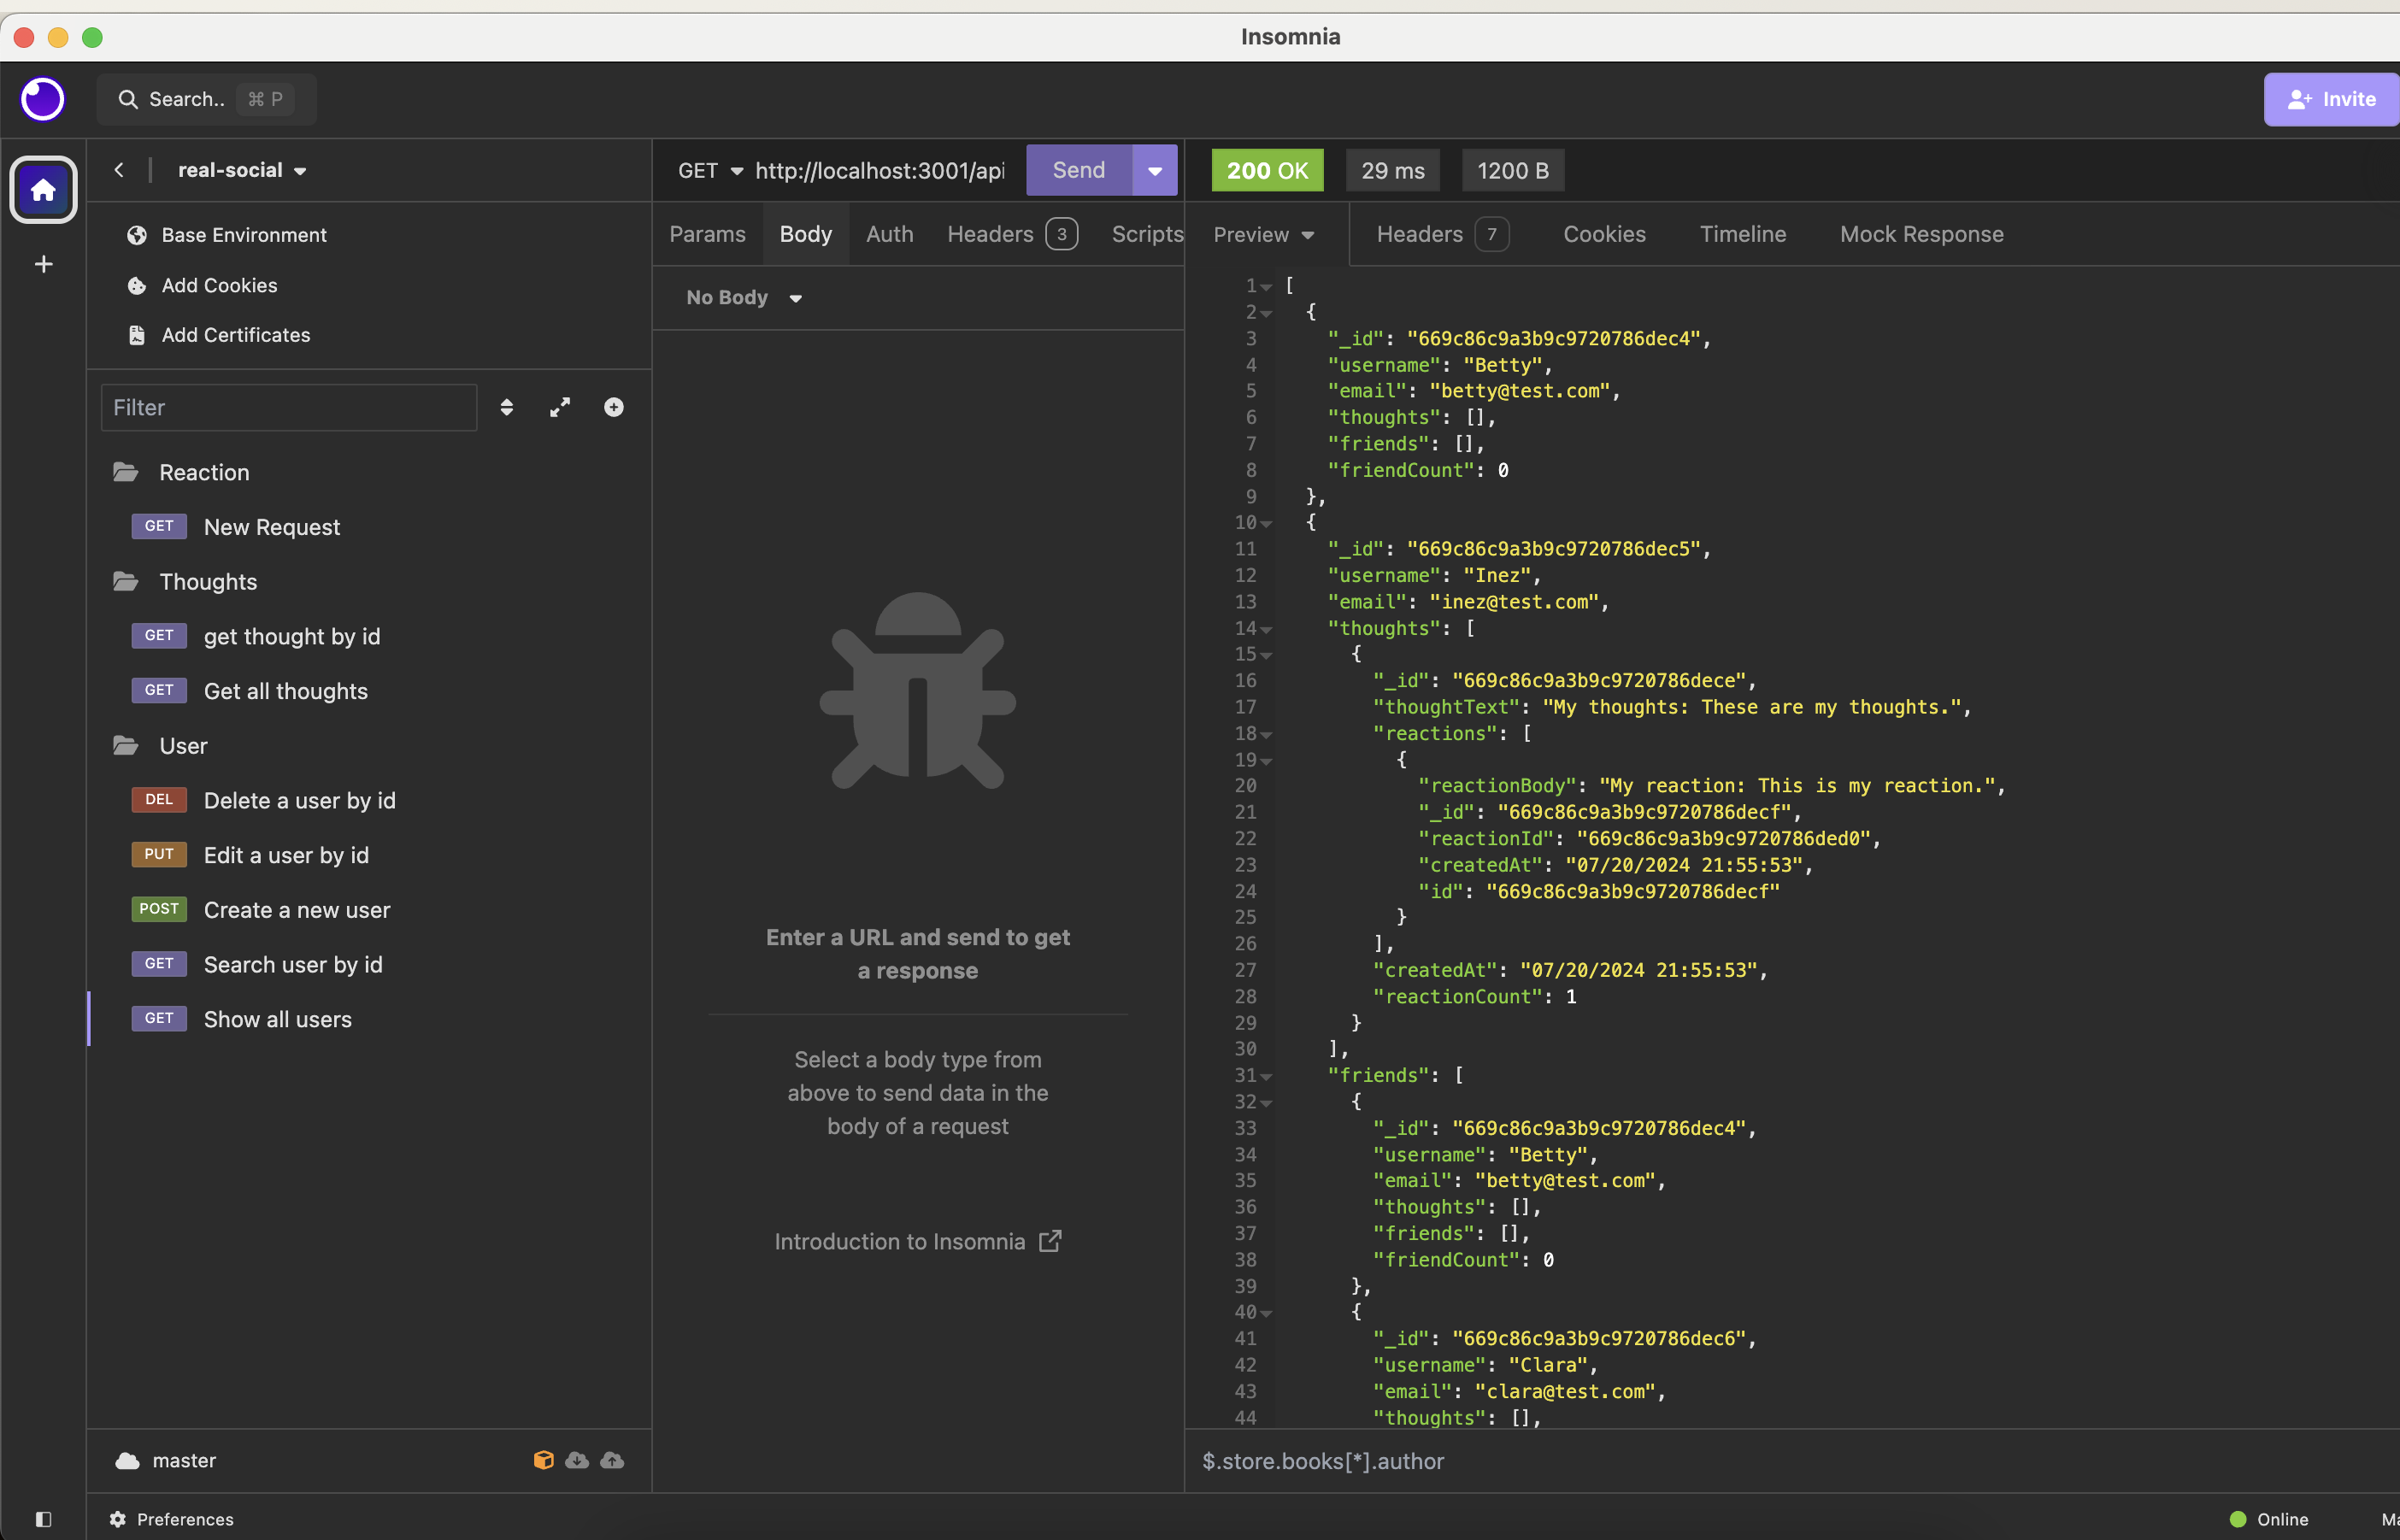 Insomnia
Search.. ⌘ P
Invite
real-social
Base Environment
Add Cookies
Add Certificates
Filter
Reaction
GET New Request
Thoughts
GET get thought by id
GET Get all thoughts
User
DEL Delete a user by id
PUT Edit a user by id
POST Create a new user
GET Search user by id
GET Show all users
master
Preferences
GET http://localhost:3001/api Send
Params Body Auth Headers 3 Scripts
No Body
Enter a URL and send to get
a response
Select a body type from
above to send data in the
body of a request
Introduction to Insomnia
200 OK 29 ms 1200 B
Preview Headers 7 Cookies Timeline Mock Response
1 [
2 {
3 "_id": "669c86c9a3b9c9720786dec4",
4 "username": "Betty",
5 "email": "betty@test.com",
6 "thoughts": [],
7 "friends": [],
8 "friendCount": 0
9 },
10 {
11 "_id": "669c86c9a3b9c9720786dec5",
12 "username": "Inez",
13 "email": "inez@test.com",
14 "thoughts": [
15 {
16 "_id": "669c86c9a3b9c9720786dece",
17 "thoughtText": "My thoughts: These are my thoughts.",
18 "reactions": [
19 {
20 "reactionBody": "My reaction: This is my reaction.",
21 "_id": "669c86c9a3b9c9720786decf",
22 "reactionId": "669c86c9a3b9c9720786ded0",
23 "createdAt": "07/20/2024 21:55:53",
24 "id": "669c86c9a3b9c9720786decf"
25 }
26 ],
27 "createdAt": "07/20/2024 21:55:53",
28 "reactionCount": 1
29 }
30 ],
31 "friends": [
32 {
33 "_id": "669c86c9a3b9c9720786dec4",
34 "username": "Betty",
35 "email": "betty@test.com",
36 "thoughts": [],
37 "friends": [],
38 "friendCount": 0
39 },
40 {
41 "_id": "669c86c9a3b9c9720786dec6",
42 "username": "Clara",
43 "email": "clara@test.com",
44 "thoughts": [],
$.store.books[*].author
Online